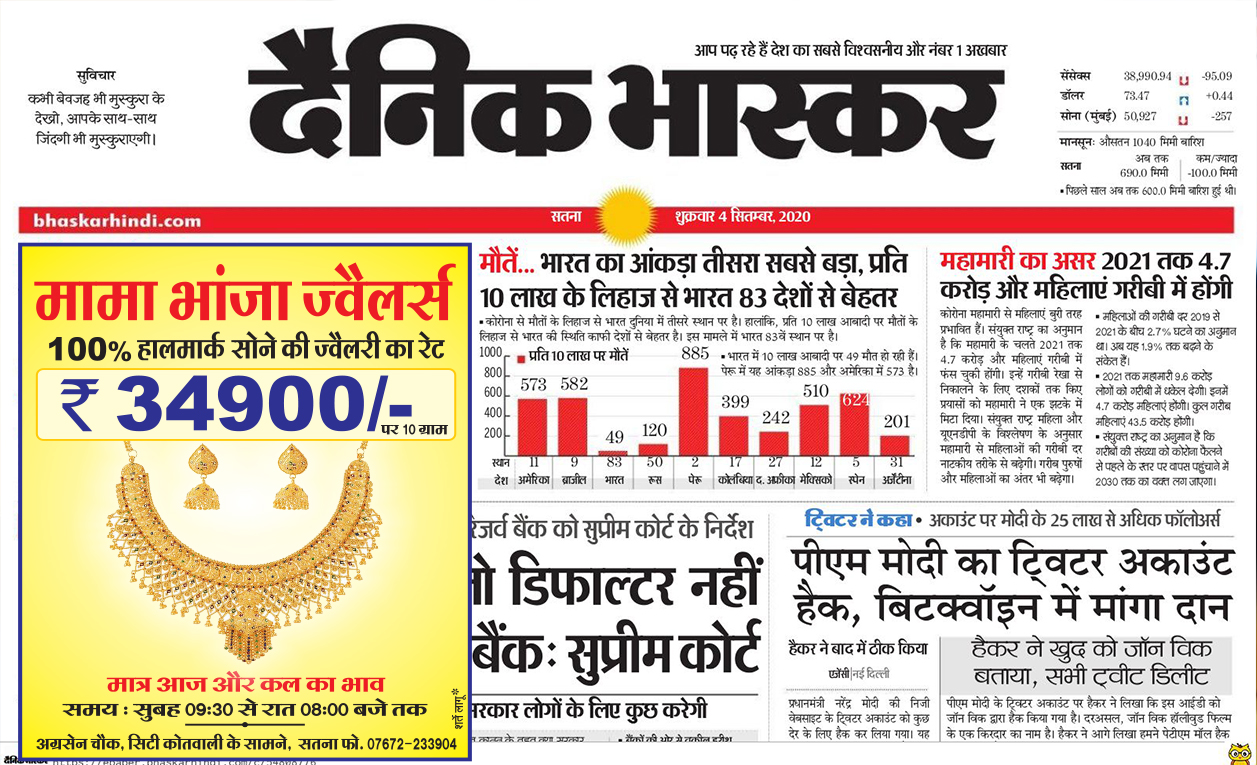 सुविचार
कभी बेवजह भी मुस्कुरा के
देखो, आपके साथ-साथ
जिंदगी भी मुस्कुराएगी।
आप पढ़ रहे हैं देश का सबसे विश्वसनीय और नंबर 1 अखबार
दैनिक भास्कर
सेंसेक्स 38,990.94 -95.09
डॉलर 73.47 +0.44
सोना (मुंबई) 50,927 -257
मानसूनः औसतन 1040 मिमी बारिश
सतना अब तक 690.0 मिमी कम/ज्यादा -100.0 मिमी
• पिछले साल अब तक 600.0 मिमी बारिश हुई थी।
bhaskarhindi.com सतना शुक्रवार 4 सितम्बर, 2020
मामा भांजा ज्वैलर्स
100% हालमार्क सोने की ज्वैलरी का रेट
₹ 34900/-
पर 10 ग्राम
मात्र आज और कल का भाव
समय : सुबह 09:30 से रात 08:00 बजे तक
शर्तें लागू*
अग्रसेन चौक, सिटी कोतवाली के सामने, सतना फो. 07672-233904
मौतें... भारत का आंकड़ा तीसरा सबसे बड़ा, प्रति
10 लाख के लिहाज से भारत 83 देशों से बेहतर
• कोरोना से मौतों के लिहाज से भारत दुनिया में तीसरे स्थान पर है। हालांकि, प्रति 10 लाख आबादी पर मौतों के
लिहाज से भारत की स्थिति काफी देशों से बेहतर है। इस मामले में भारत 83वें स्थान पर है।
प्रति 10 लाख पर मौतें
• भारत में 10 लाख आबादी पर 49 मौत हो रही हैं।
पेरू में यह आंकड़ा 885 और अमेरिका में 573 है।
1000
800
600
400
200
573 582 49 120 885 399 242 510 624 201
स्थान 11 9 83 50 2 17 27 12 5 31
देश अमेरिका ब्राजील भारत रूस पेरू कोलंबिया द. अफ्रीका मेक्सिको स्पेन अर्जेंटीना
महामारी का असर 2021 तक 4.7
करोड़ और महिलाएं गरीबी में होंगी
कोरोना महामारी से महिलाएं बुरी तरह
प्रभावित हैं। संयुक्त राष्ट्र का अनुमान
है कि महामारी के चलते 2021 तक
4.7 करोड़ और महिलाएं गरीबी में
फंस चुकी होंगी। इन्हें गरीबी रेखा से
निकालने के लिए दशकों तक किए
प्रयासों को महामारी ने एक झटके में
मिटा दिया। संयुक्त राष्ट्र महिला और
यूएनडीपी के विश्लेषण के अनुसार
महामारी से महिलाओं की गरीबी दर
नाटकीय तरीके से बढ़ेगी। गरीब पुरुषों
और महिलाओं का अंतर भी बढ़ेगा।
▪ महिलाओं की गरीबी दर 2019 से
2021 के बीच 2.7% घटने का अनुमान
था। अब यह 1.9% तक बढ़ने के
संकेत हैं।
▪ 2021 तक महामारी 9.6 करोड़
लोगों को गरीबी में धकेल देगी। इनमें
4.7 करोड़ महिलाएं होंगी। कुल गरीब
महिलाएं 43.5 करोड़ होंगी।
▪ संयुक्त राष्ट्र का अनुमान है कि
गरीबों की संख्या को कोरोना फैलने
से पहले के स्तर पर वापस पहुंचाने में
2030 तक का वक्त लग जाएगा।
रिजर्व बैंक को सुप्रीम कोर्ट के निर्देश
डिफाल्टर नहीं
बैंक: सुप्रीम कोर्ट
सरकार लोगों के लिए कुछ करेगी
ट्विटर ने कहा • अकाउंट पर मोदी के 25 लाख से अधिक फॉलोअर्स
पीएम मोदी का ट्विटर अकाउंट
हैक, बिटक्वॉइन में मांगा दान
हैकर ने बाद में ठीक किया
एजेंसी|नई दिल्ली
प्रधानमंत्री नरेंद्र मोदी की निजी
वेबसाइट के ट्विटर अकाउंट को कुछ
देर के लिए हैक कर लिया गया। यह
हैकर ने खुद को जॉन विक
बताया, सभी ट्वीट डिलीट
पीएम मोदी के ट्विटर अकाउंट पर हैकर ने लिखा कि इस आईडी को
जॉन विक द्वारा हैक किया गया है। दरअसल, जॉन विक हॉलीवुड फिल्म
के एक किरदार का नाम है। हैकर ने आगे लिखा हमने पेटीएम मॉल हैक
दैनिक भास्कर